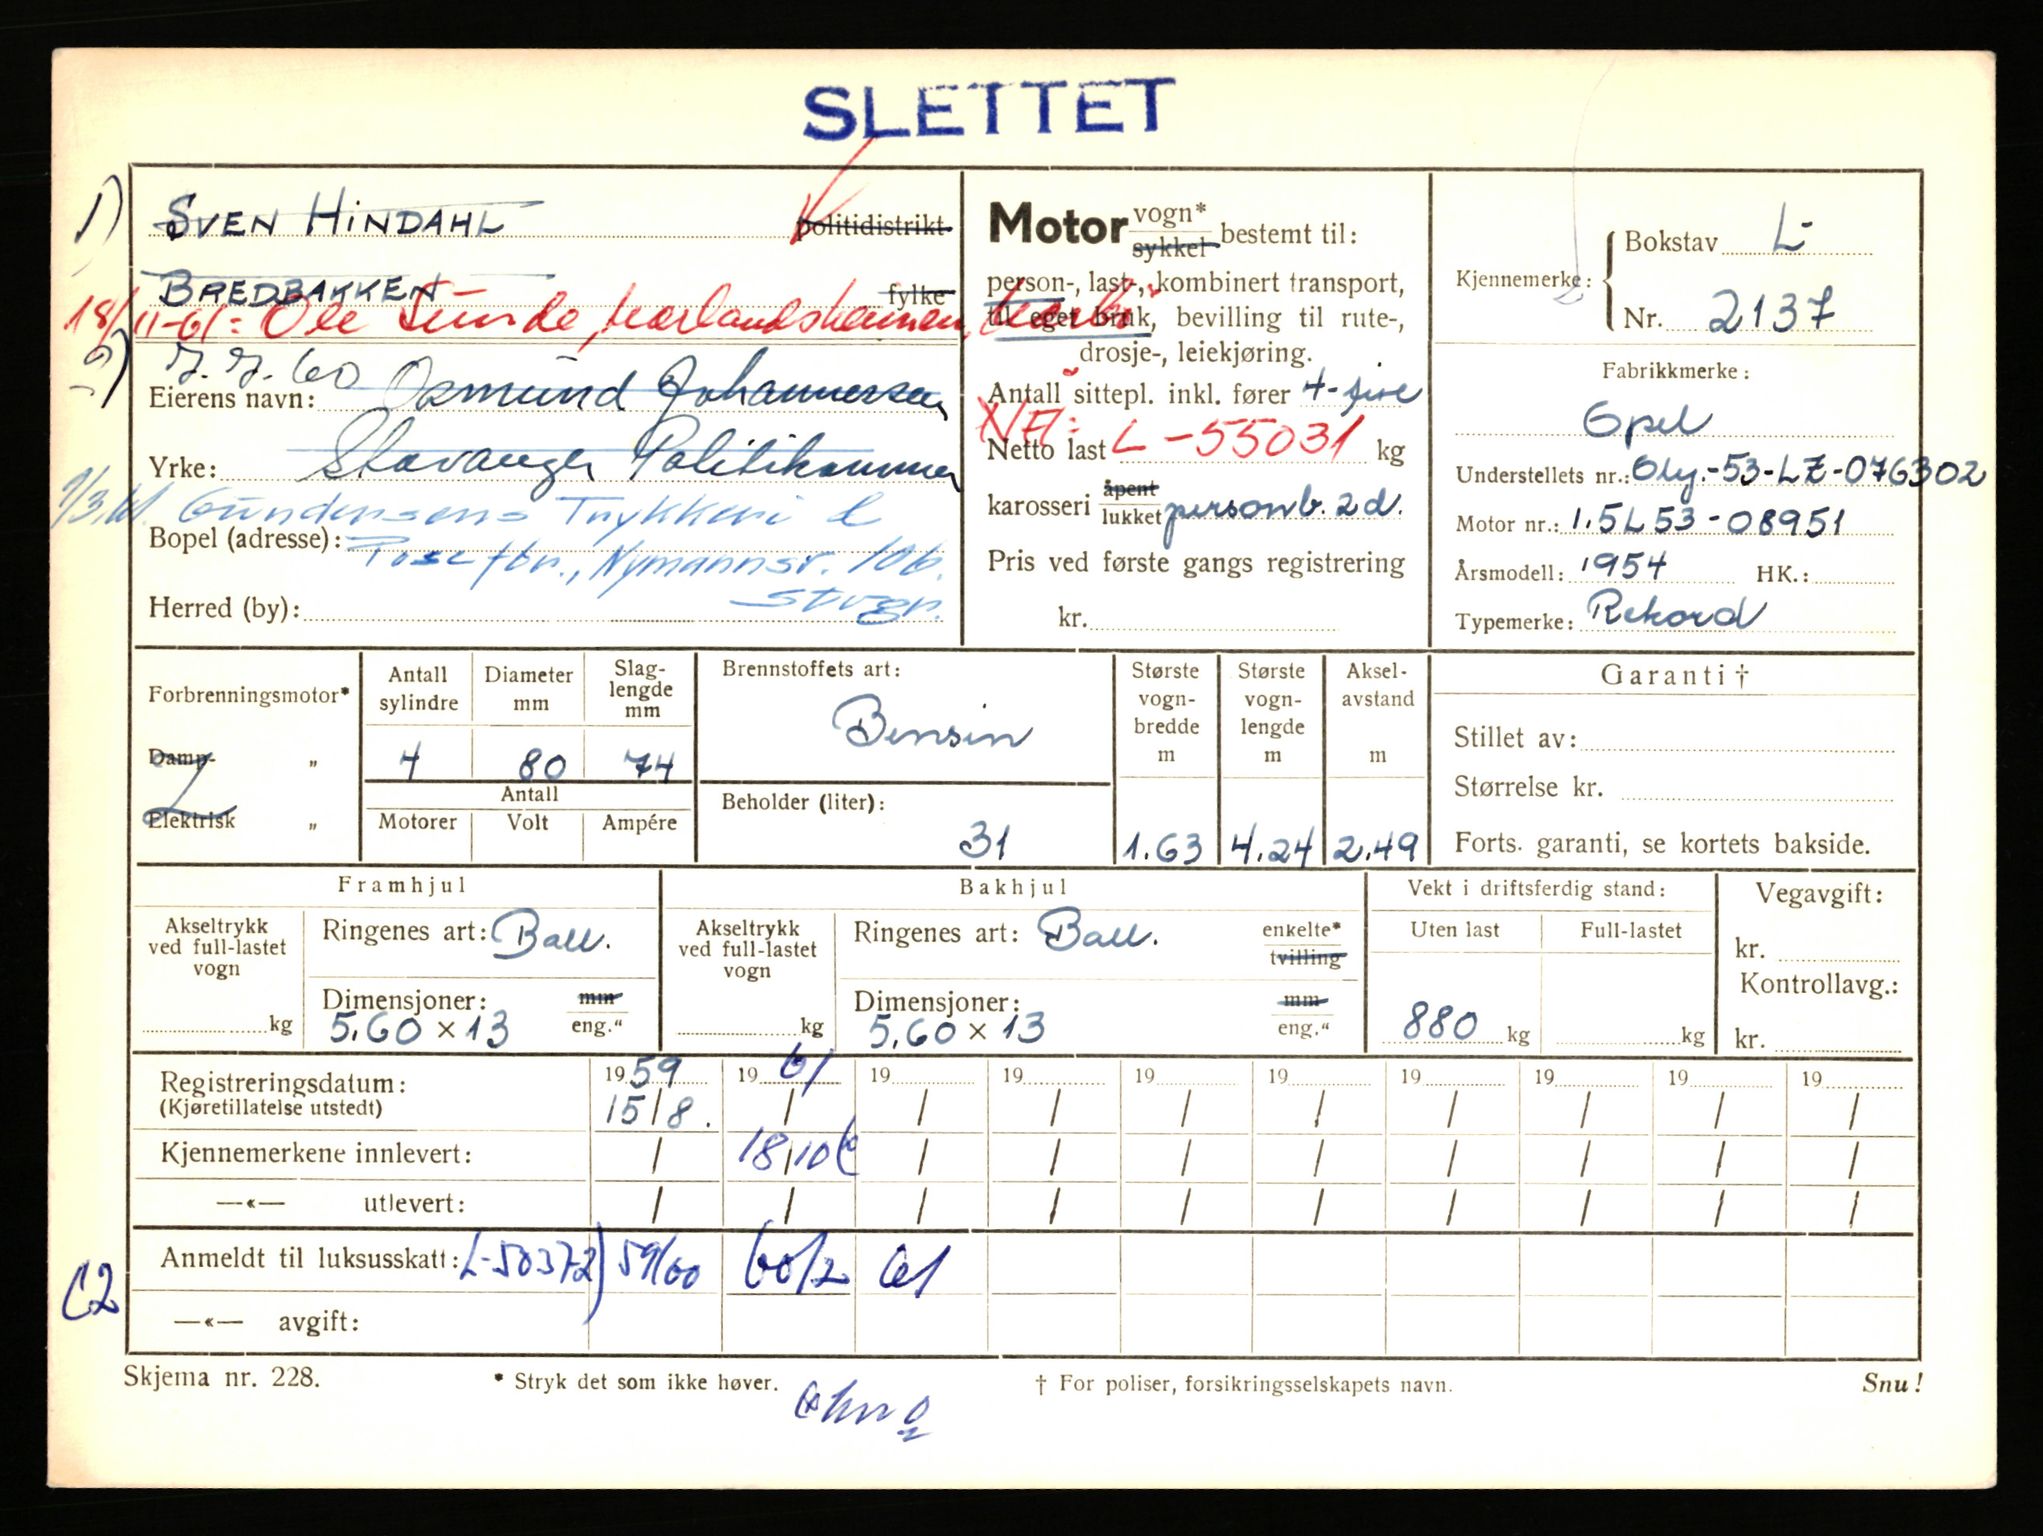 SLETTET
1) SVEN HINDAHL politidistrikt
BREDBAKKEN fylke
18/11-61: Ole Tunde,
2) 7.7.60 Osmund Johannessen
Eierens navn:
Yrke: Stavanger Politikammer
1/3.61. Gundersens Trykkeri &
Bopel (adresse): Posefbr., Nymannsv. 106.
Herred (by): Stvgr.
Motor vogn* sykkel bestemt til:
person-, last-, kombinert transport,
til eget bruk, bevilling til rute-,
drosje-, leiekjøring.
Antall sittepl. inkl. fører 4-fire
Netto last L-55031 kg
karosseri åpent lukket personb. 2d.
Pris ved første gangs registrering
kr.
Kjennemerke: Bokstav L-
Nr. 2137
Fabrikkmerke:
Opel
Understellets nr.: Oly.-53-LZ-076302
Motor nr.: 1.5L53-08951
Årsmodell: 1954 HK.:
Typemerke: Rekord
Forbrenningsmotor*
Damp- „
Elektrisk „
Antall sylindre Diameter mm Slag-lengde mm
4 80 74
Antall
Motorer Volt Ampére
Brennstoffets art:
Bensin
Beholder (liter):
31
Største vogn-bredde m
1.63
Største vogn-lengde m
4.24
Aksel-avstand m
2.49
Garanti †
Stillet av:
Størrelse kr.
Forts. garanti, se kortets bakside.
Framhjul
Akseltrykk ved full-lastet vogn
kg
Ringenes art: Ball.
Dimensjoner: mm
5.60 × 13 eng."
Bakhjul
Akseltrykk ved full-lastet vogn
kg
Ringenes art: Ball. enkelte* tvilling
Dimensjoner: mm
5.60 × 13 eng."
Vekt i driftsferdig stand:
Uten last Full-lastet
880 kg kg
Vegavgift:
kr.
Kontrollavg.:
kr.
Registreringsdatum: 1959 1961 19 19 19 19 19 19 19 19
(Kjøretillatelse utstedt) 15/8. / / / / / / / / /
Kjennemerkene innlevert: / 18/10 / / / / / / / /
—«— utlevert: / / / / / / / / / /
Anmeldt til luksusskatt: L-50372) 59/60 60/2 61
—«— avgift:
Skjema nr. 228. * Stryk det som ikke høver. † For poliser, forsikringsselskapets navn. Snu!